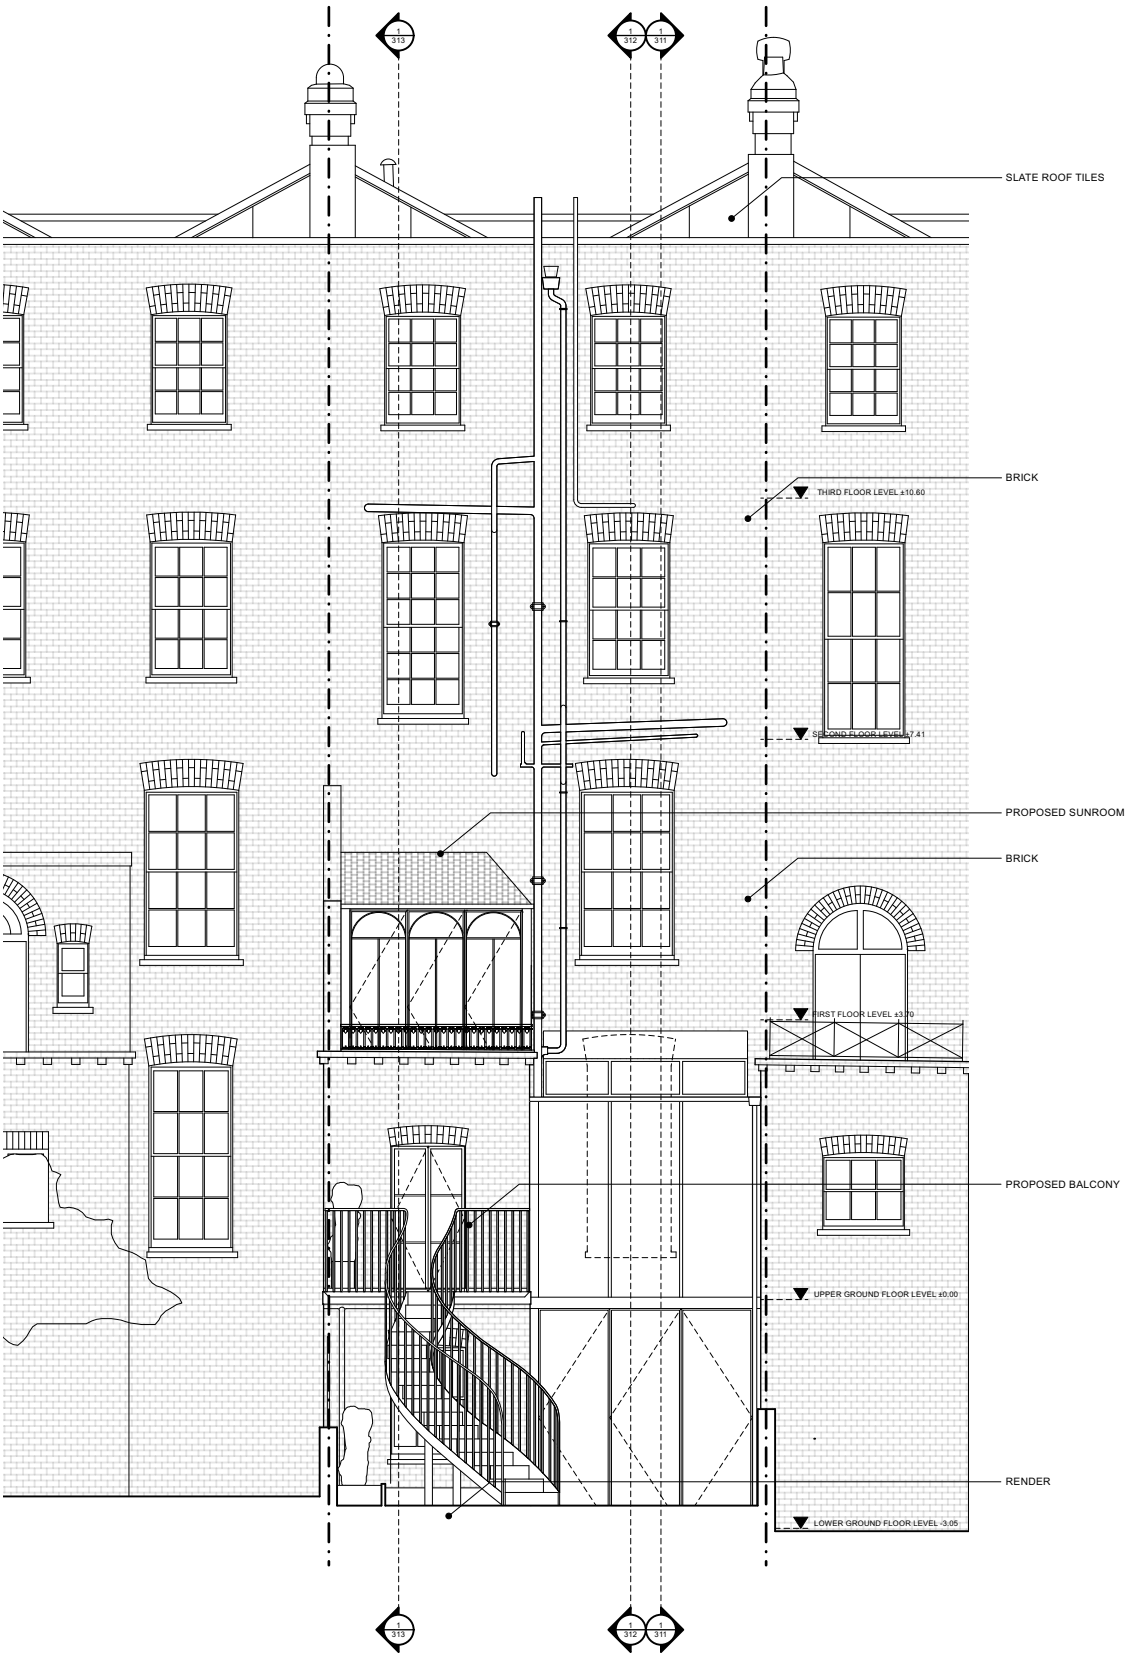 1
313
1
312
1
311
SLATE ROOF TILES
BRICK
THIRD FLOOR LEVEL ±10.60
SECOND FLOOR LEVEL ±7.41
PROPOSED SUNROOM
BRICK
FIRST FLOOR LEVEL ±3.70
PROPOSED BALCONY
UPPER GROUND FLOOR LEVEL ±0.00
RENDER
LOWER GROUND FLOOR LEVEL -3.05
1
313
1
312
1
311